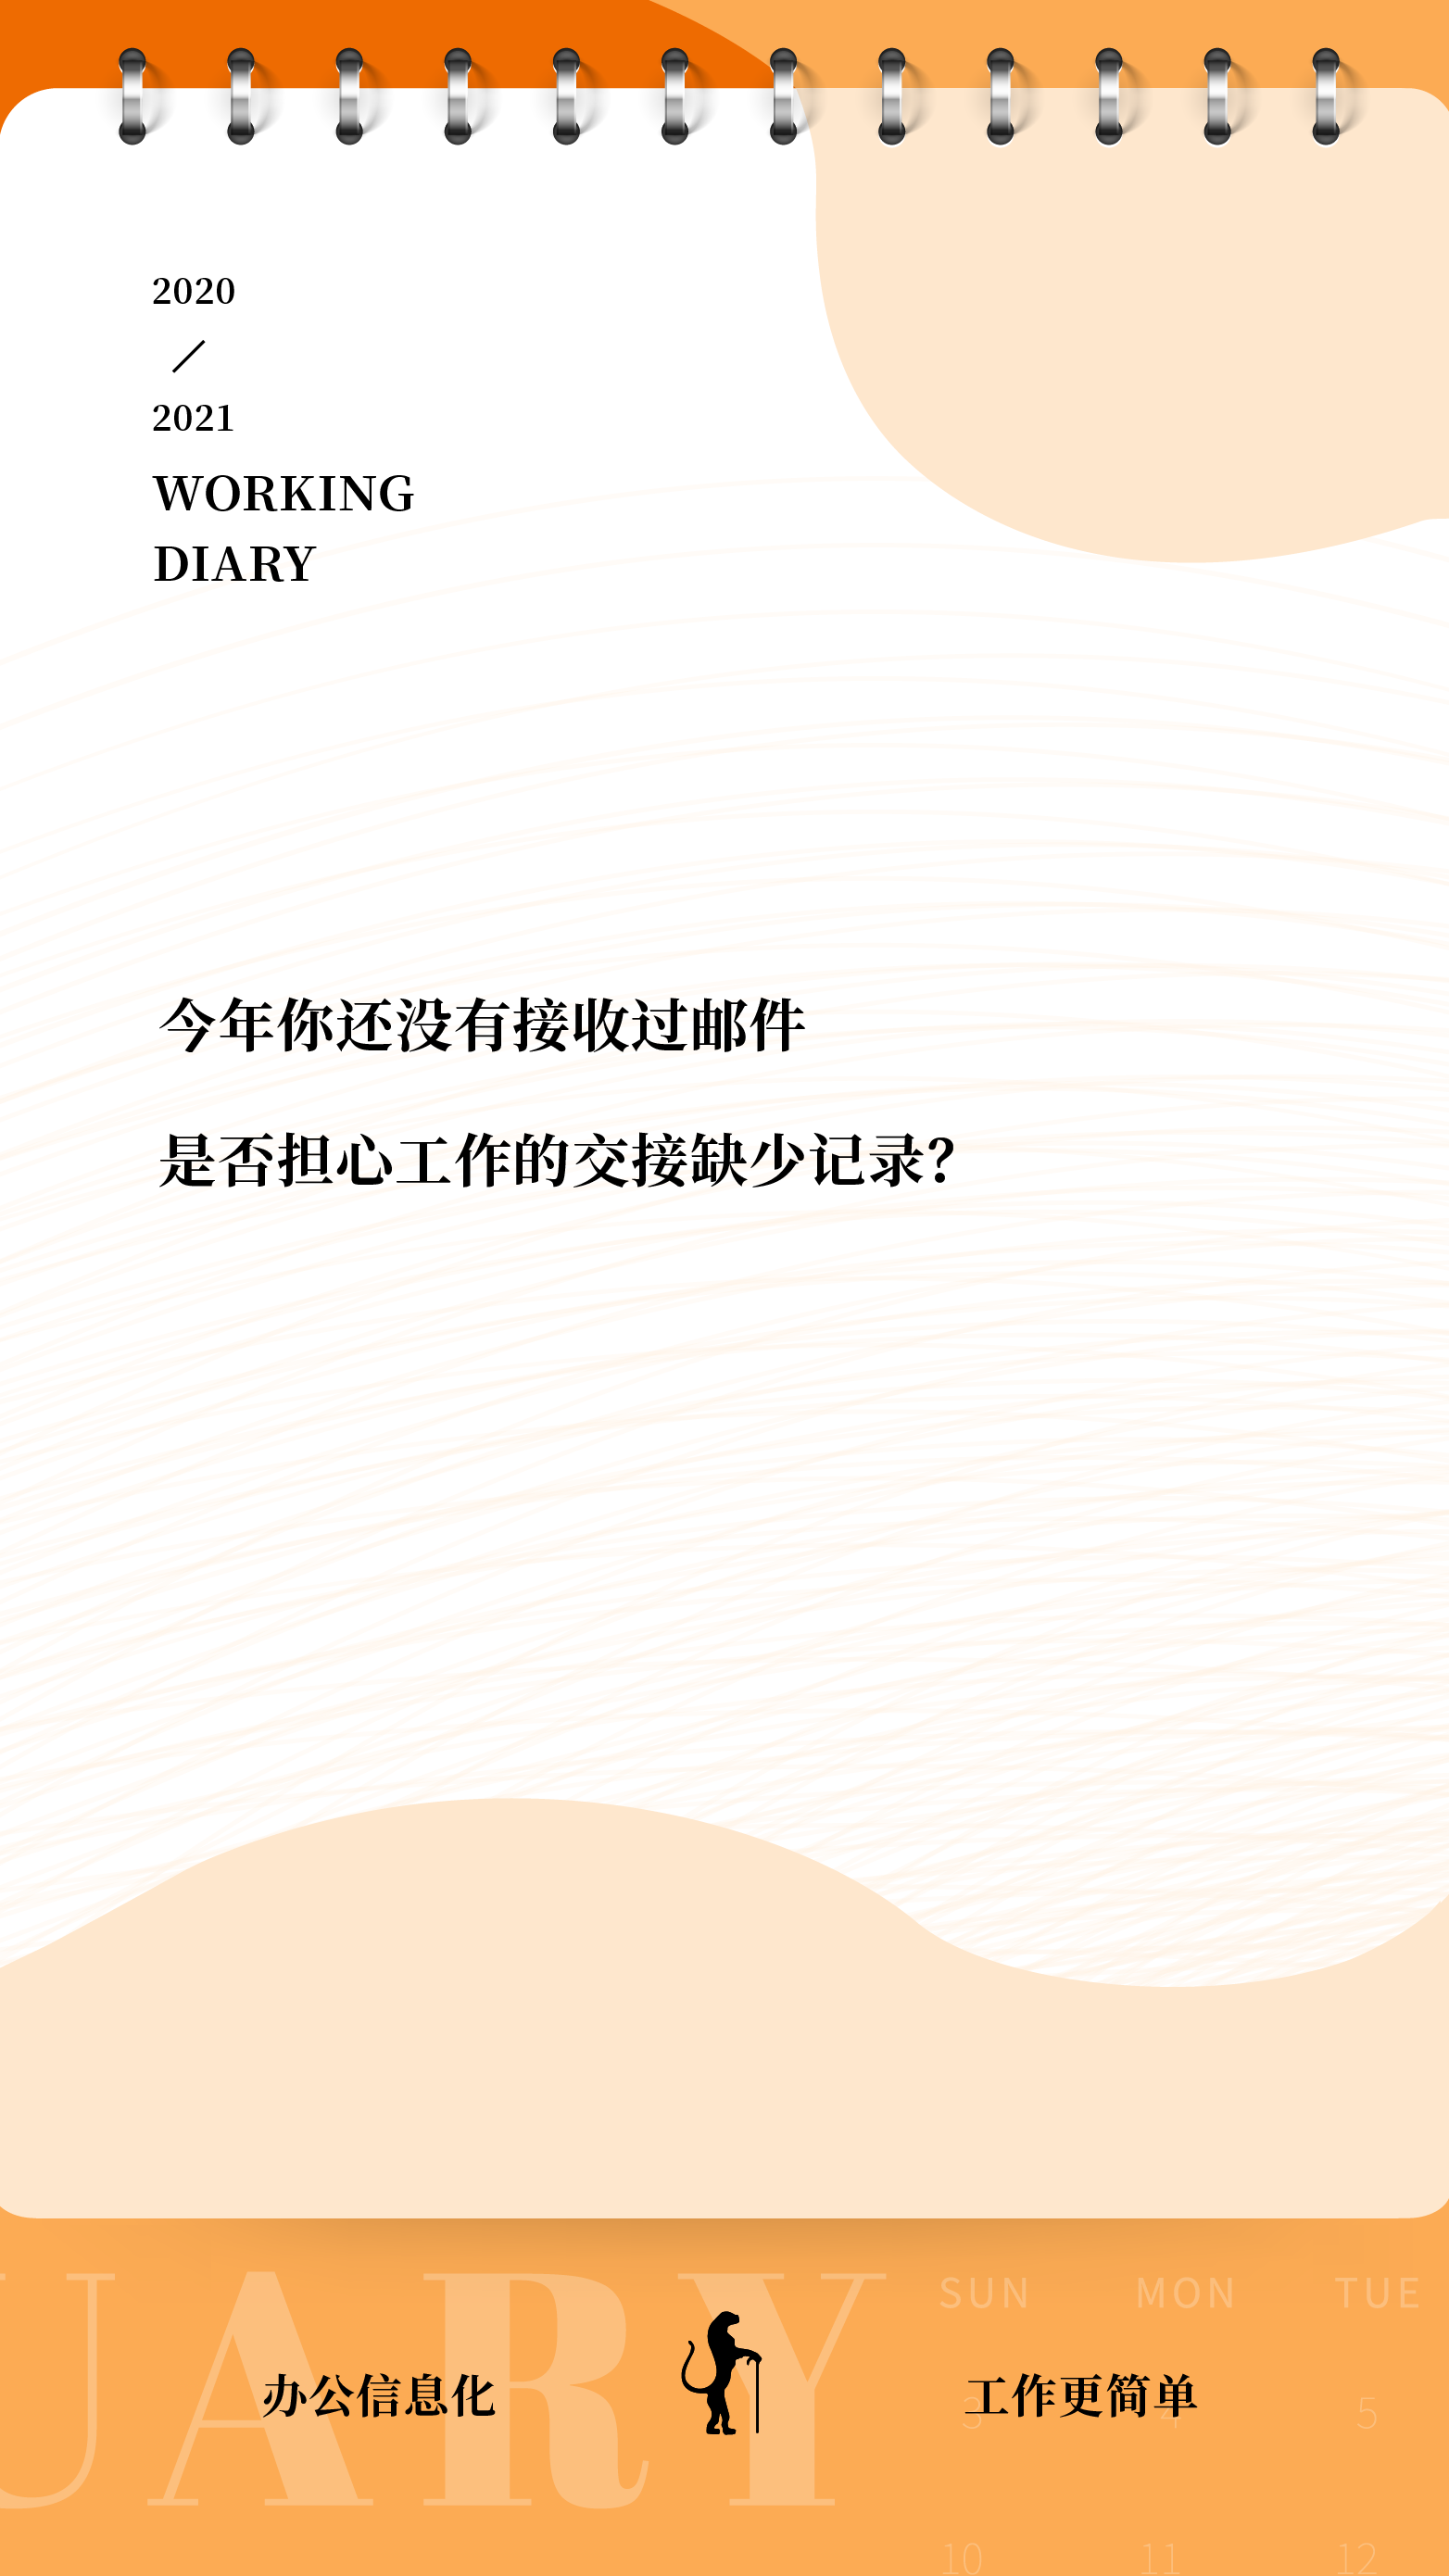 2020
/
2021
WORKING
DIARY
今年你还没有接收过邮件
是否担心工作的交接缺少记录?
UARY
SUN MON TUE
办公信息化
工作更简单
3 4 5
10 11 12